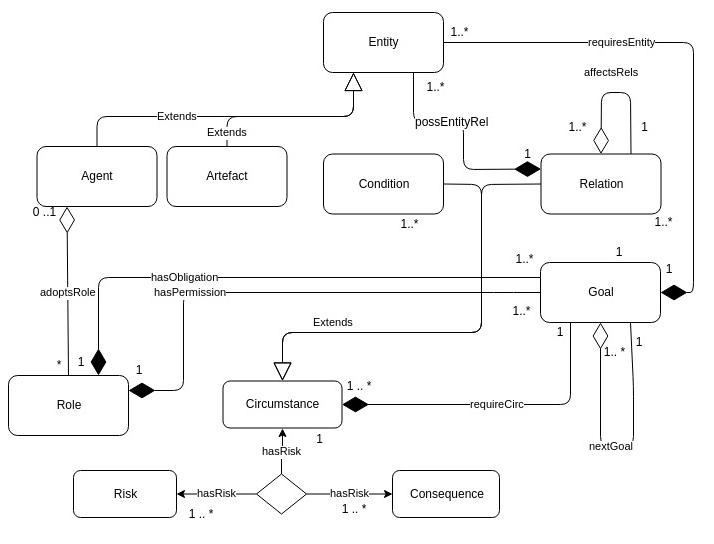 Entity
1..*
requiresEntity
affectsRels
1..*
possEntityRel
Extends
Extends
1..*
1
1
Agent
Artefact
Condition
Relation
0 ..1
1..*
1..*
1..*
1
1
hasObligation
adoptsRole
hasPermission
Goal
1..*
Extends
1
1
1.. *
*
1
1
Role
Circumstance
1 .. *
requireCirc
1
nextGoal
hasRisk
Risk
hasRisk
hasRisk
Consequence
1 .. *
1 .. *